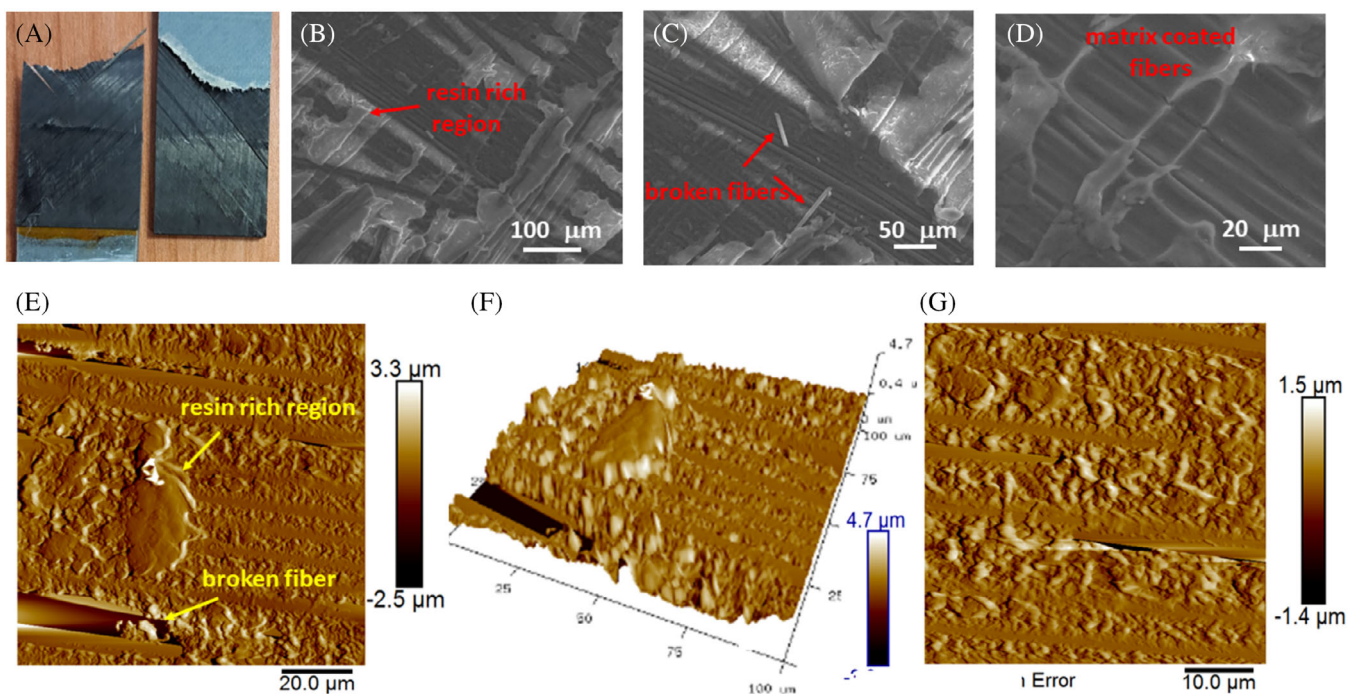 (A)
(B)
resin rich
region
100 μm
(C)
broken fibers
50 μm
(D)
matrix coated
fibers
20 μm
(E)
resin rich region
broken fiber
3.3 μm
-2.5 μm
20.0 μm
(F)
4.7
0.4 u
100 um
75
25
25
50
75
100 um
4.7 μm
(G)
1.5 μm
-1.4 μm
Error
10.0 μm